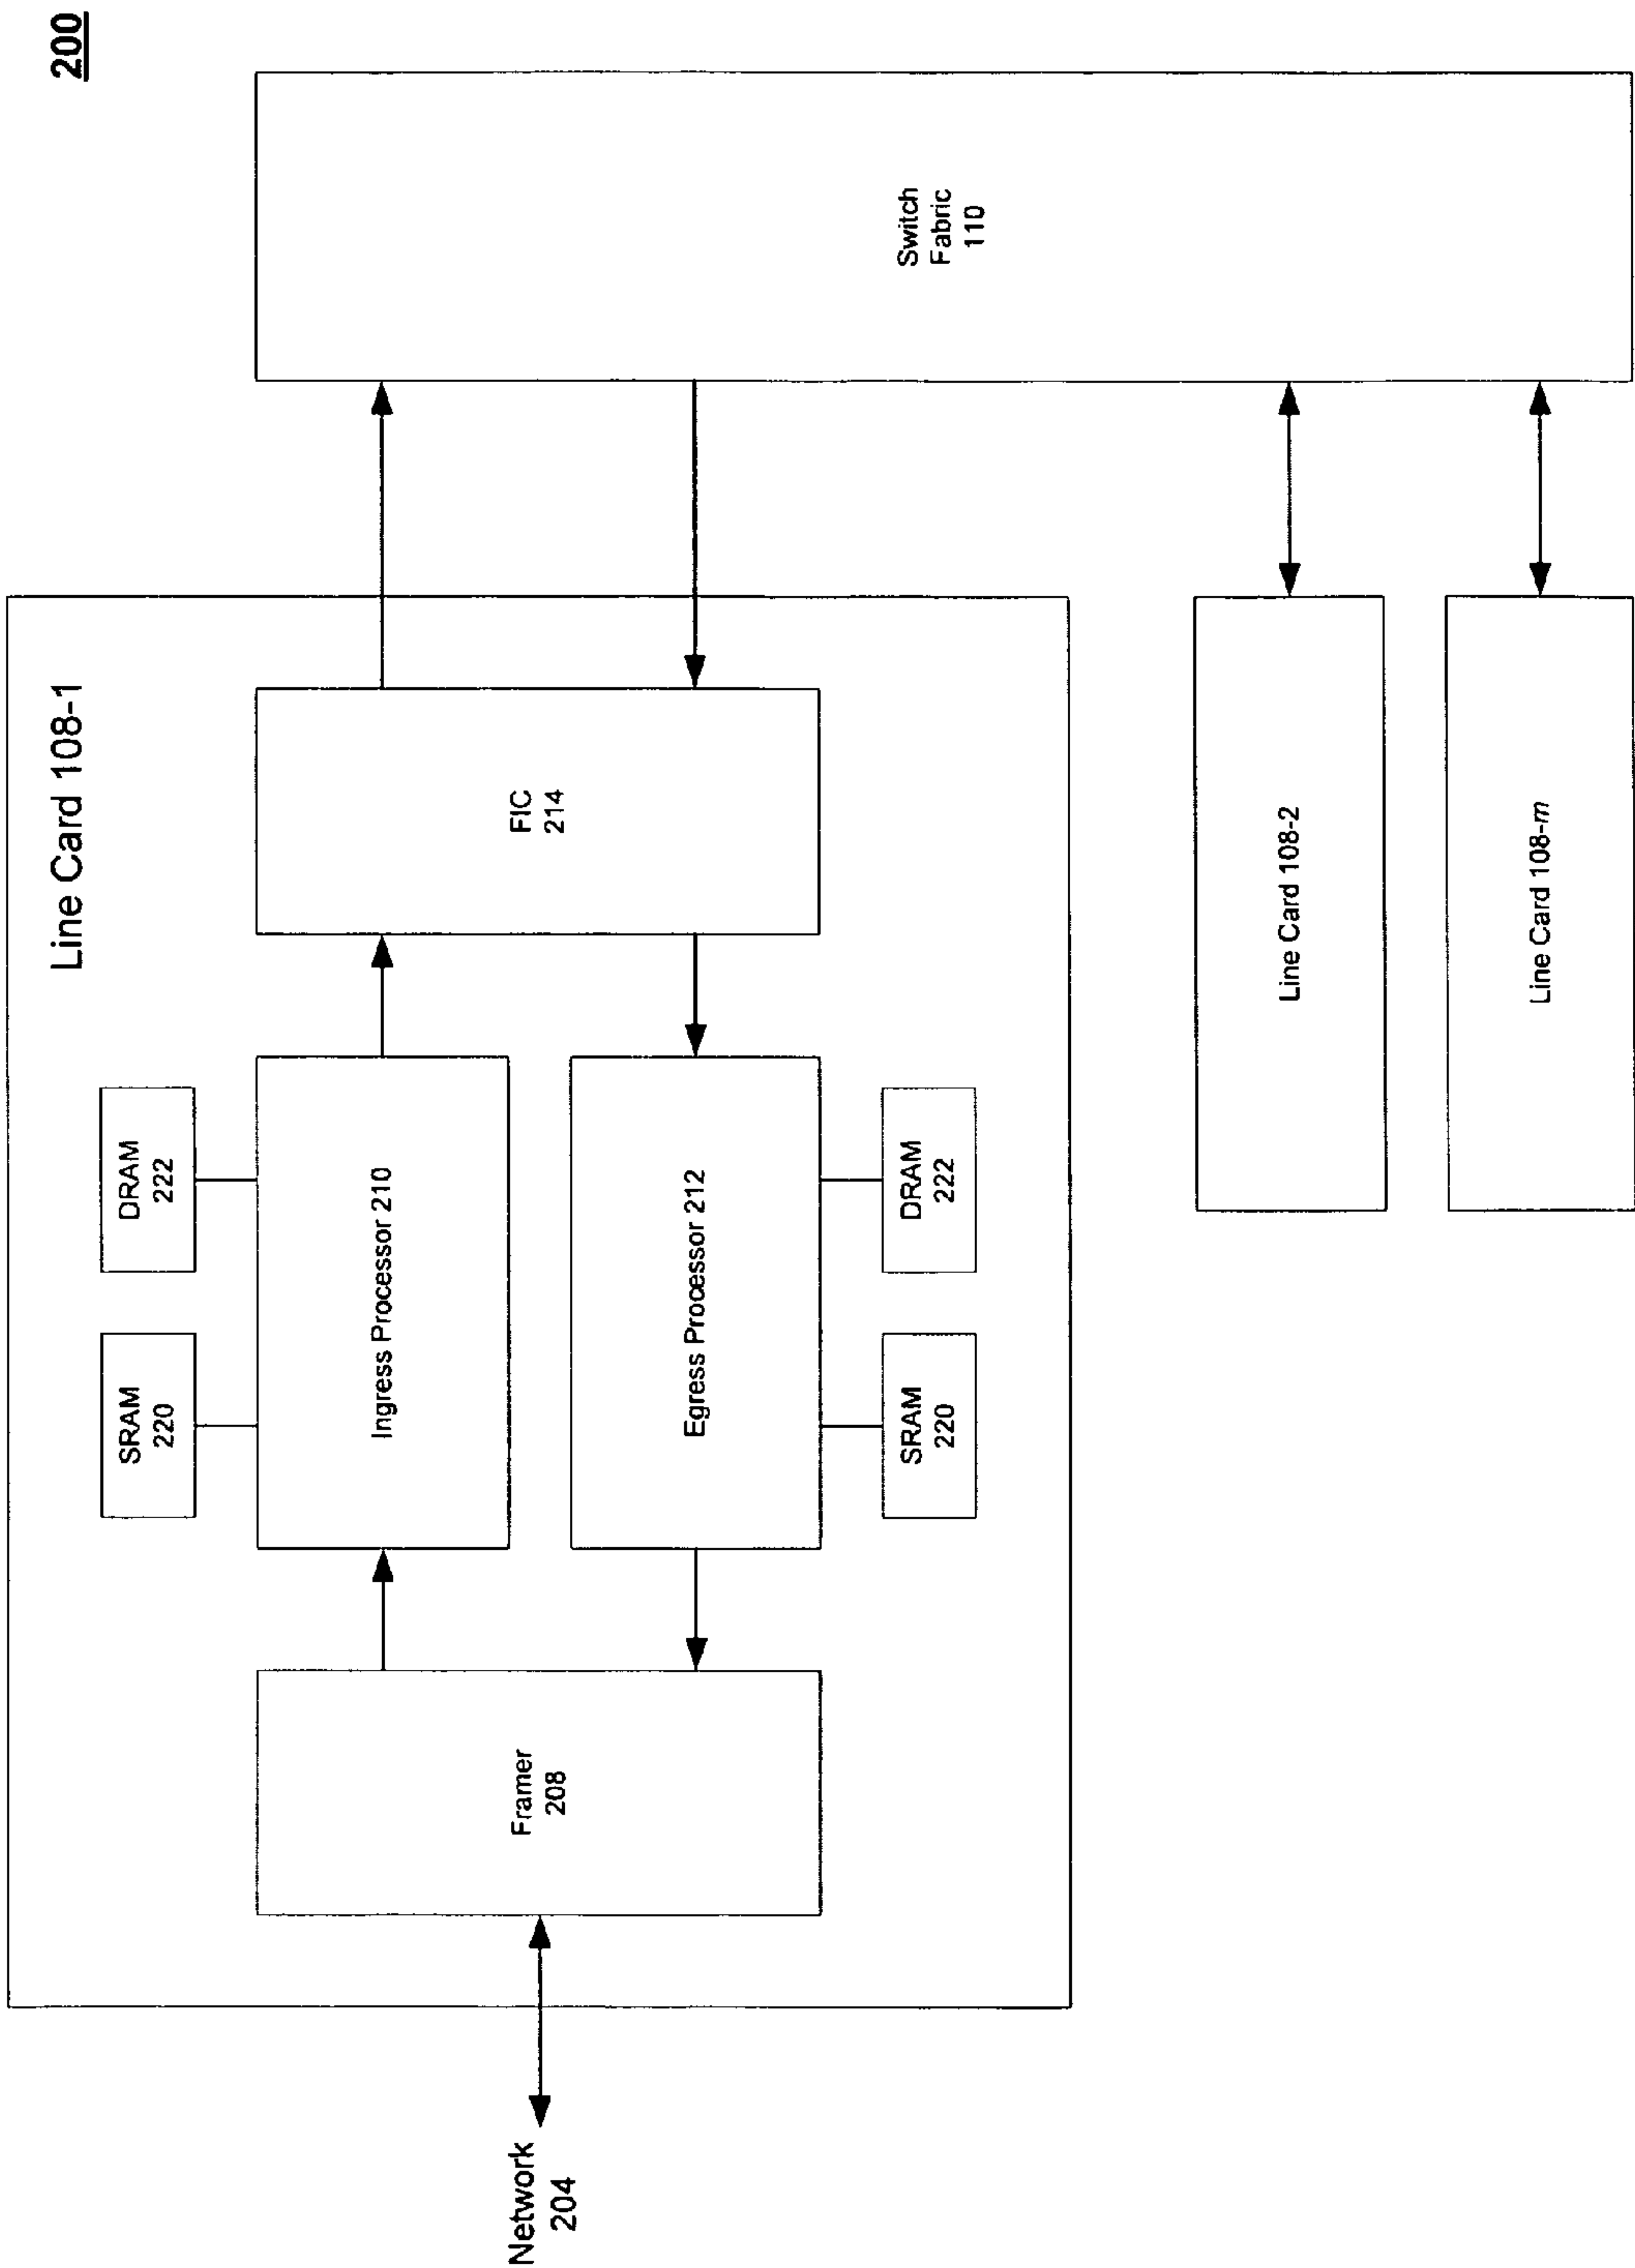 200
Line Card 108-1
SRAM
220
DRAM
222
Network
204
Framer
208
Ingress Processor 210
Egress Processor 212
FIC
214
Switch
Fabric
110
SRAM
220
DRAM
222
Line Card 108-2
Line Card 108-m